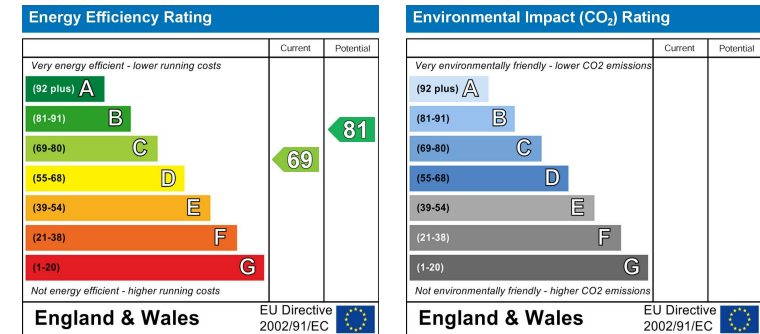 Energy Efficiency Rating
Current Potential
Very energy efficient - lower running costs
(92 plus) A
(81-91) B
(69-80) C
(55-68) D
(39-54) E
(21-38) F
(1-20) G
81
69
Not energy efficient - higher running costs
England & Wales
EU Directive
2002/91/EC
Environmental Impact (CO₂) Rating
Current Potential
Very environmentally friendly - lower CO2 emissions
(92 plus) A
(81-91) B
(69-80) C
(55-68) D
(39-54) E
(21-38) F
(1-20) G
Not environmentally friendly - higher CO2 emissions
England & Wales
EU Directive
2002/91/EC